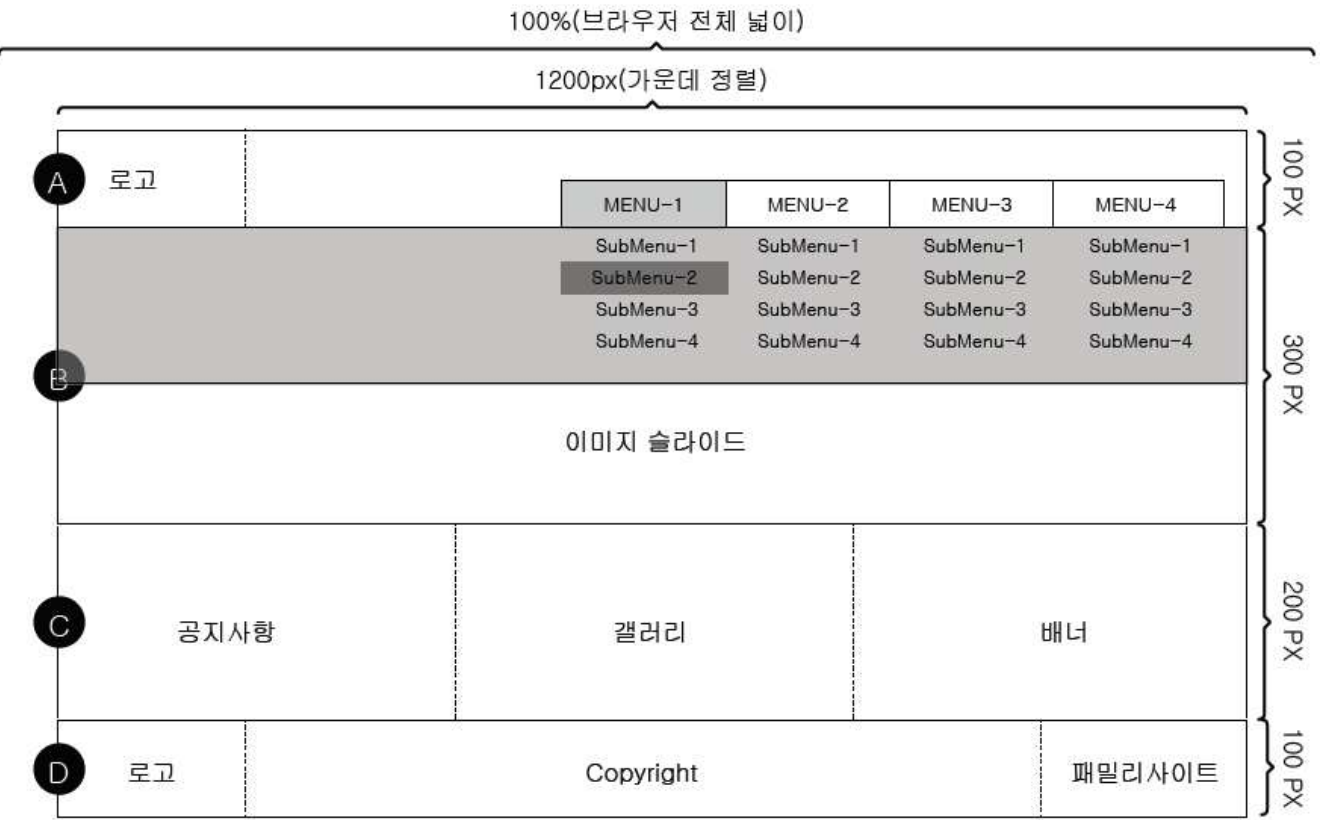 100%(브라우저 전체 넓이)
1200px(가운데 정렬)
A
로고
MENU-1 MENU-2 MENU-3 MENU-4
100 PX
SubMenu-1 SubMenu-1 SubMenu-1 SubMenu-1
SubMenu-2 SubMenu-2 SubMenu-2 SubMenu-2
SubMenu-3 SubMenu-3 SubMenu-3 SubMenu-3
SubMenu-4 SubMenu-4 SubMenu-4 SubMenu-4
B
300 PX
이미지 슬라이드
C
공지사항 갤러리 배너
200 PX
D
로고 Copyright 패밀리사이트
100 PX